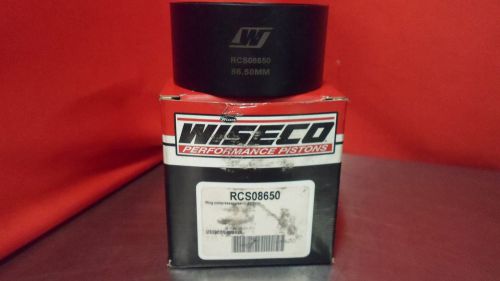 W
RCS08650
86.50MM
WISECO
PERFORMANCE PISTONS
RCS08650